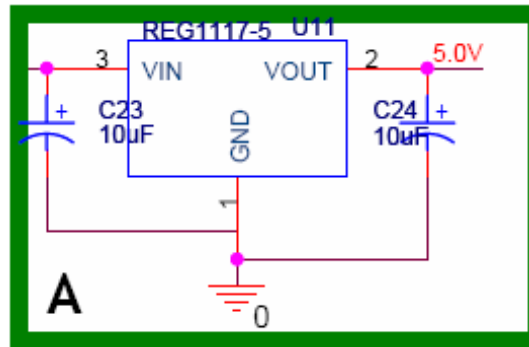 REG1117-5 U11
3 VIN VOUT 2 5.0V
C23
10uF
GND
C24
10uF
1
A
0